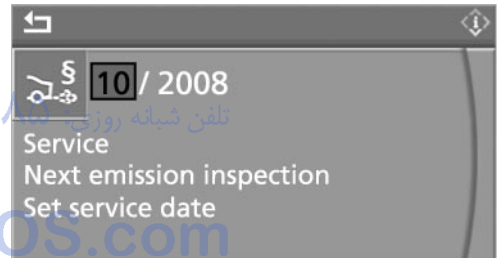 §
10 / 2008
تلفن شبانه روزی:
Service
Next emission inspection
Set service date
OS.com